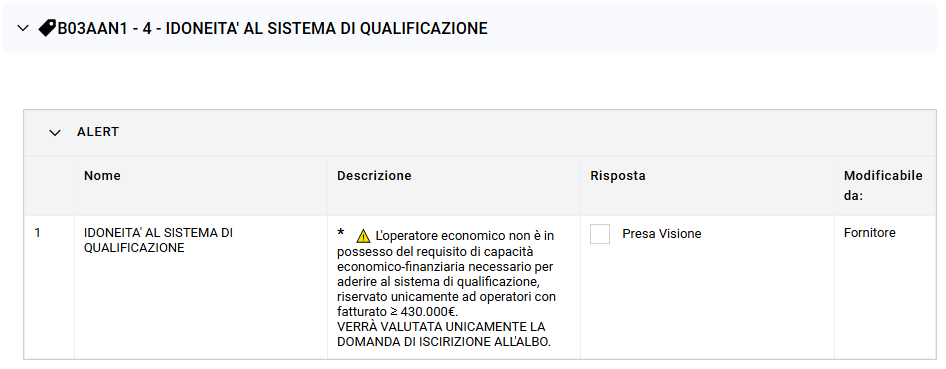 B03AAN1 - 4 - IDONEITA' AL SISTEMA DI QUALIFICAZIONE
ALERT
Nome Descrizione Risposta Modificabile
da:
1 IDONEITA' AL SISTEMA DI
QUALIFICAZIONE
* ⚠ L'operatore economico non è in
possesso del requisito di capacità
economico-finanziaria necessario per
aderire al sistema di qualificazione,
riservato unicamente ad operatori con
fatturato ≥ 430.000€.
VERRÀ VALUTATA UNICAMENTE LA
DOMANDA DI ISCIRIZIONE ALL'ALBO.
Presa Visione
Fornitore